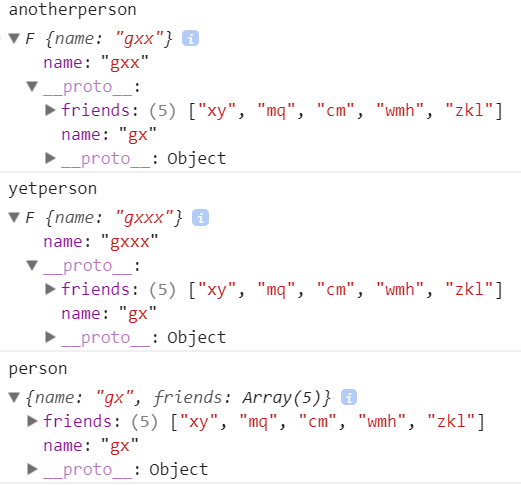 anotherperson
▼ F {name: "gxx"} i
name: "gxx"
▼ __proto__:
▶ friends: (5) ["xy", "mq", "cm", "wmh", "zkl"]
name: "gx"
▶ __proto__: Object
yetperson
▼ F {name: "gxxx"} i
name: "gxxx"
▼ __proto__:
▶ friends: (5) ["xy", "mq", "cm", "wmh", "zkl"]
name: "gx"
▶ __proto__: Object
person
▼ {name: "gx", friends: Array(5)} i
▶ friends: (5) ["xy", "mq", "cm", "wmh", "zkl"]
name: "gx"
▶ __proto__: Object